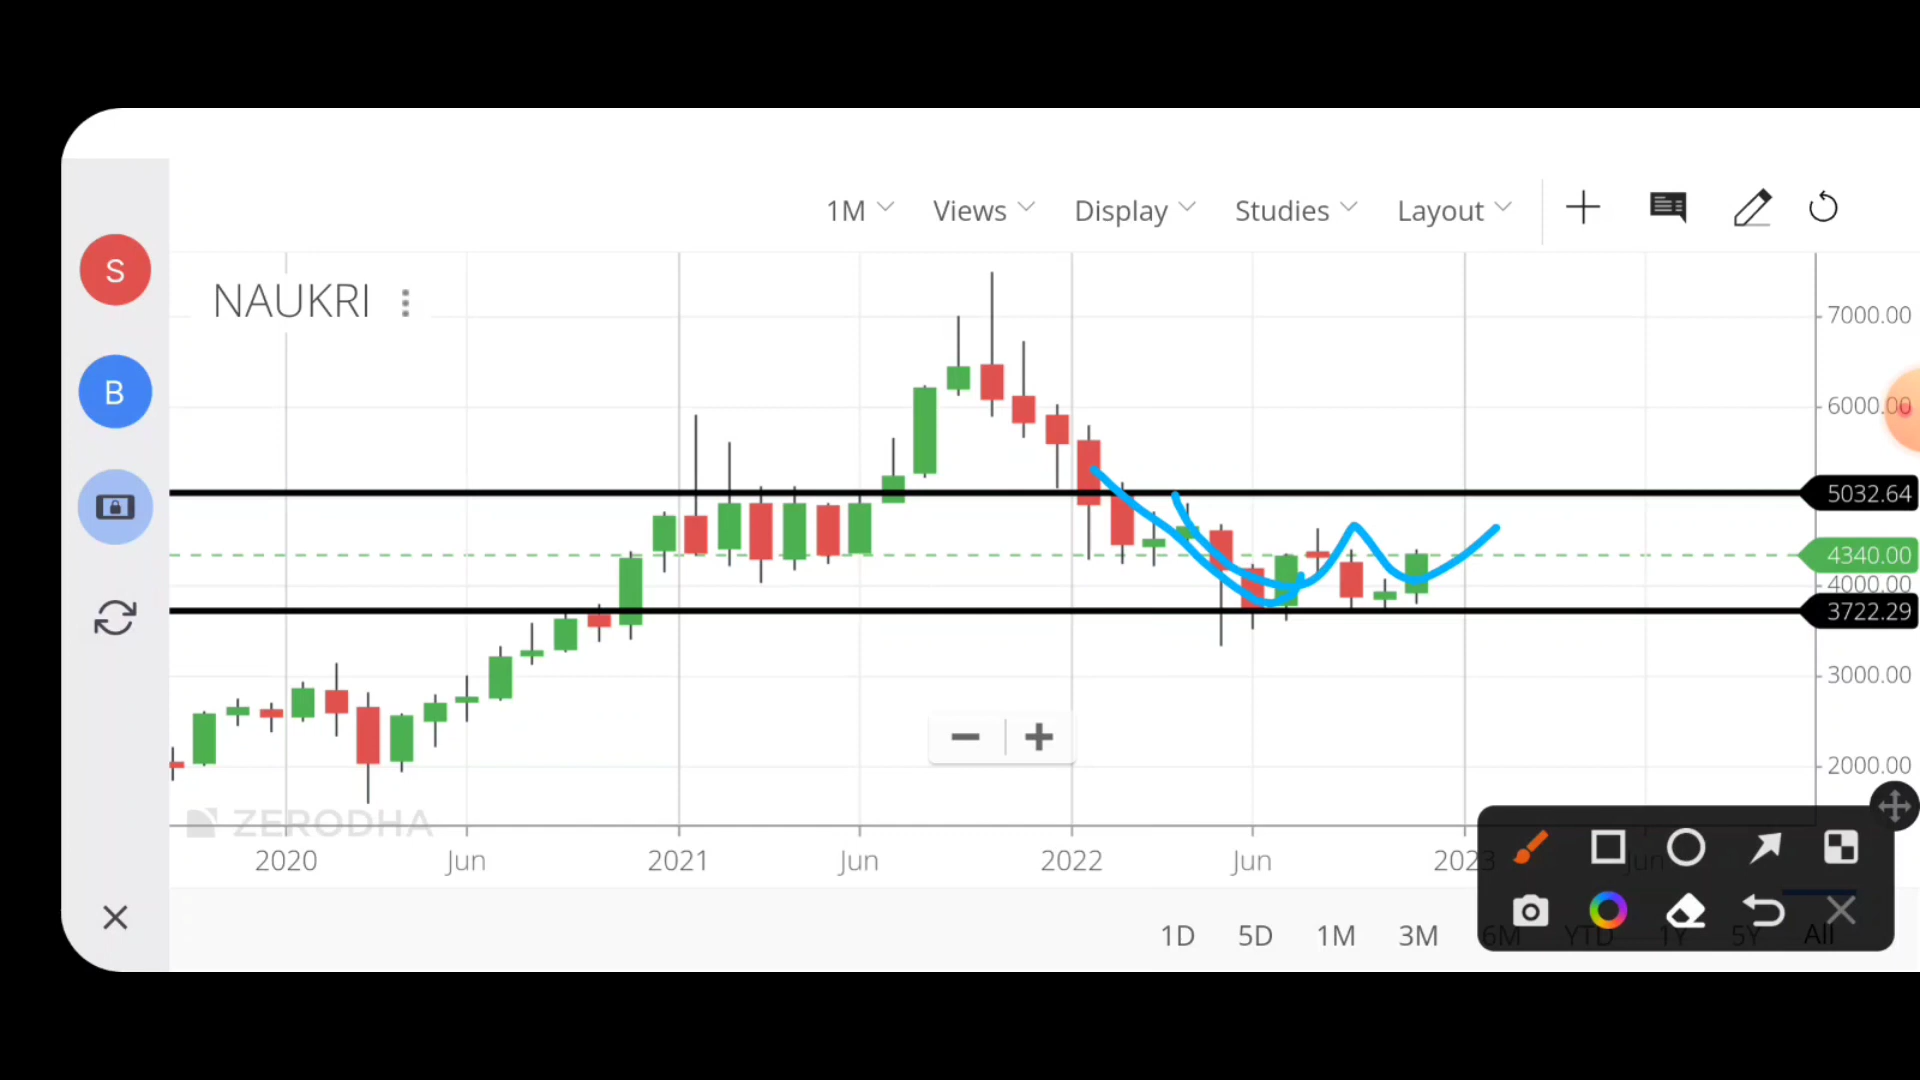 1M Views Display Studies Layout
S
NAUKRI
7000.00
B
6000.00
5032.64
4340.00
4000.00
3722.29
3000.00
2000.00
ZERODHA
2020 Jun 2021 Jun 2022 Jun 2023 Jun
1D 5D 1M 3M 6M YTD 1Y 5Y All